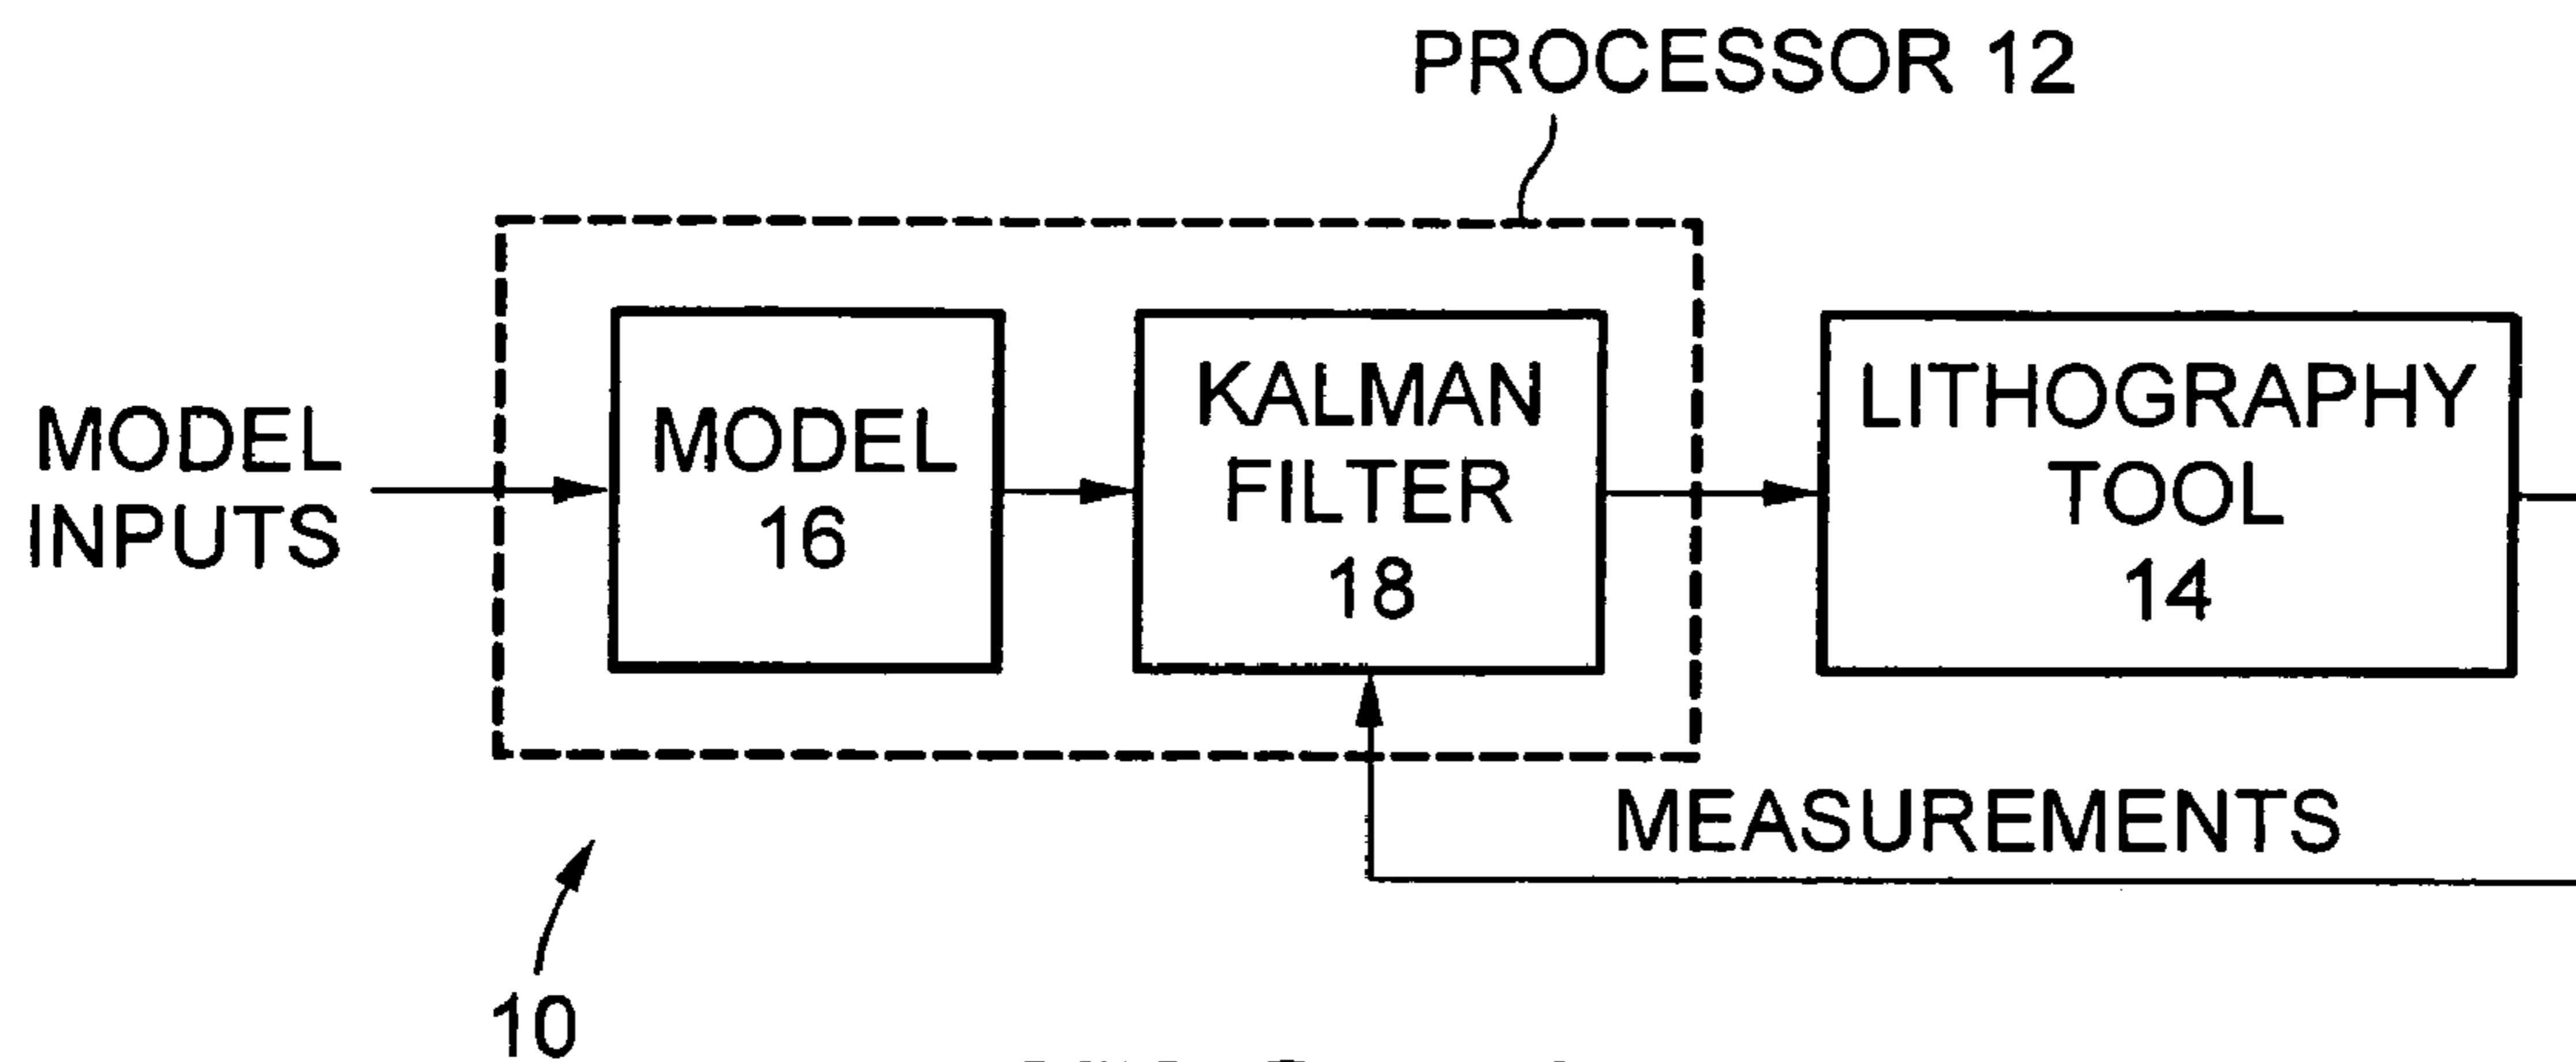 PROCESSOR 12
MODEL
INPUTS
MODEL
16
KALMAN
FILTER
18
LITHOGRAPHY
TOOL
14
MEASUREMENTS
10